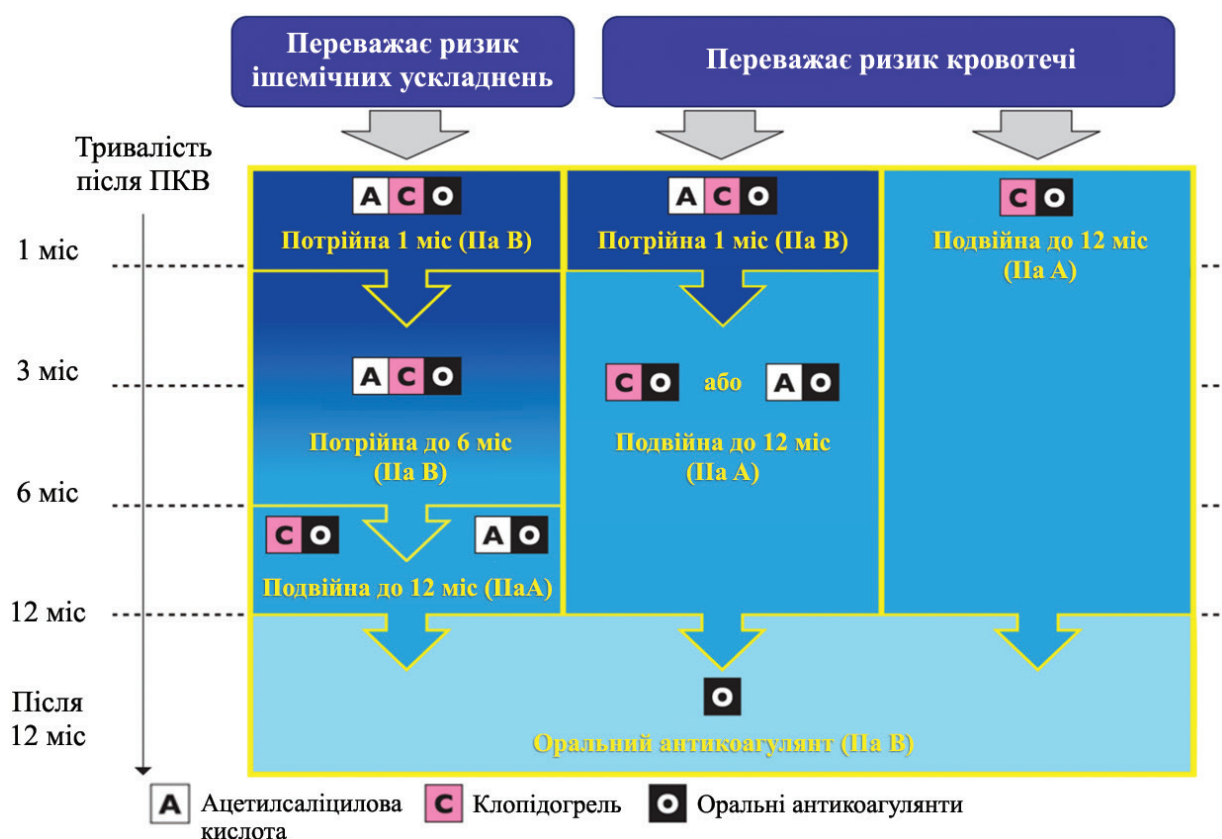 Переважає ризик
ішемічних ускладнень
Переважає ризик кровотечі
Тривалість
після ПКВ
A C O
Потрійна 1 міс (IIa B)
A C O
Потрійна 1 міс (IIa B)
C O
Подвійна до 12 міс
(IIa A)
1 міс
A C O
Потрійна до 6 міс
(IIa B)
3 міс
C O або A O
Подвійна до 12 міс
(IIa A)
6 міс
C O
A O
Подвійна до 12 міс (IIaA)
12 міс
Після
12 міс
O
Оральний антикоагулянт (IIa B)
A Ацетилсаліцилова
кислота
C Клопідогрель
O Оральні антикоагулянти